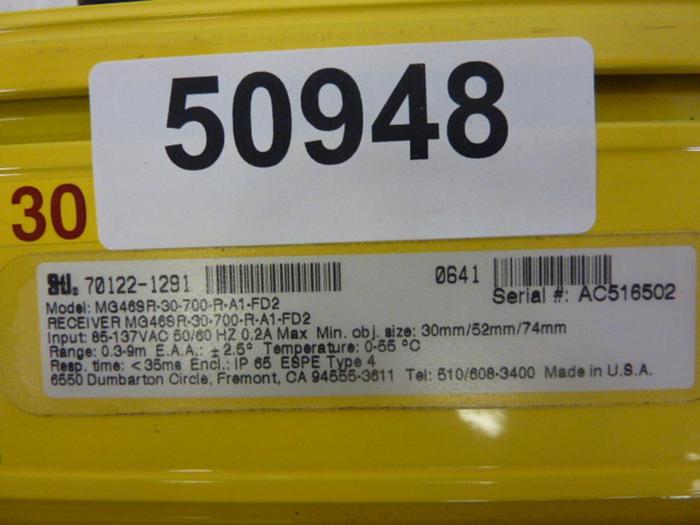 50948
30
STI 70122-1291 0641
Serial #: AC516502
Model: MG46SR-30-700-R-A1-FD2
RECEIVER MG46SR-30-700-R-A1-FD2
Input: 85-137VAC 50/60 HZ 0.2A Max Min. obj. size: 30mm/52mm/74mm
Range: 0.3-9m E.A.A.: ± 2.5° Temperature: 0-55 °C
Resp. time: <35ms Encl.: IP 65 ESPE Type 4
6550 Dumbarton Circle, Fremont, CA 94555-3611 Tel: 510/608-3400 Made in U.S.A.